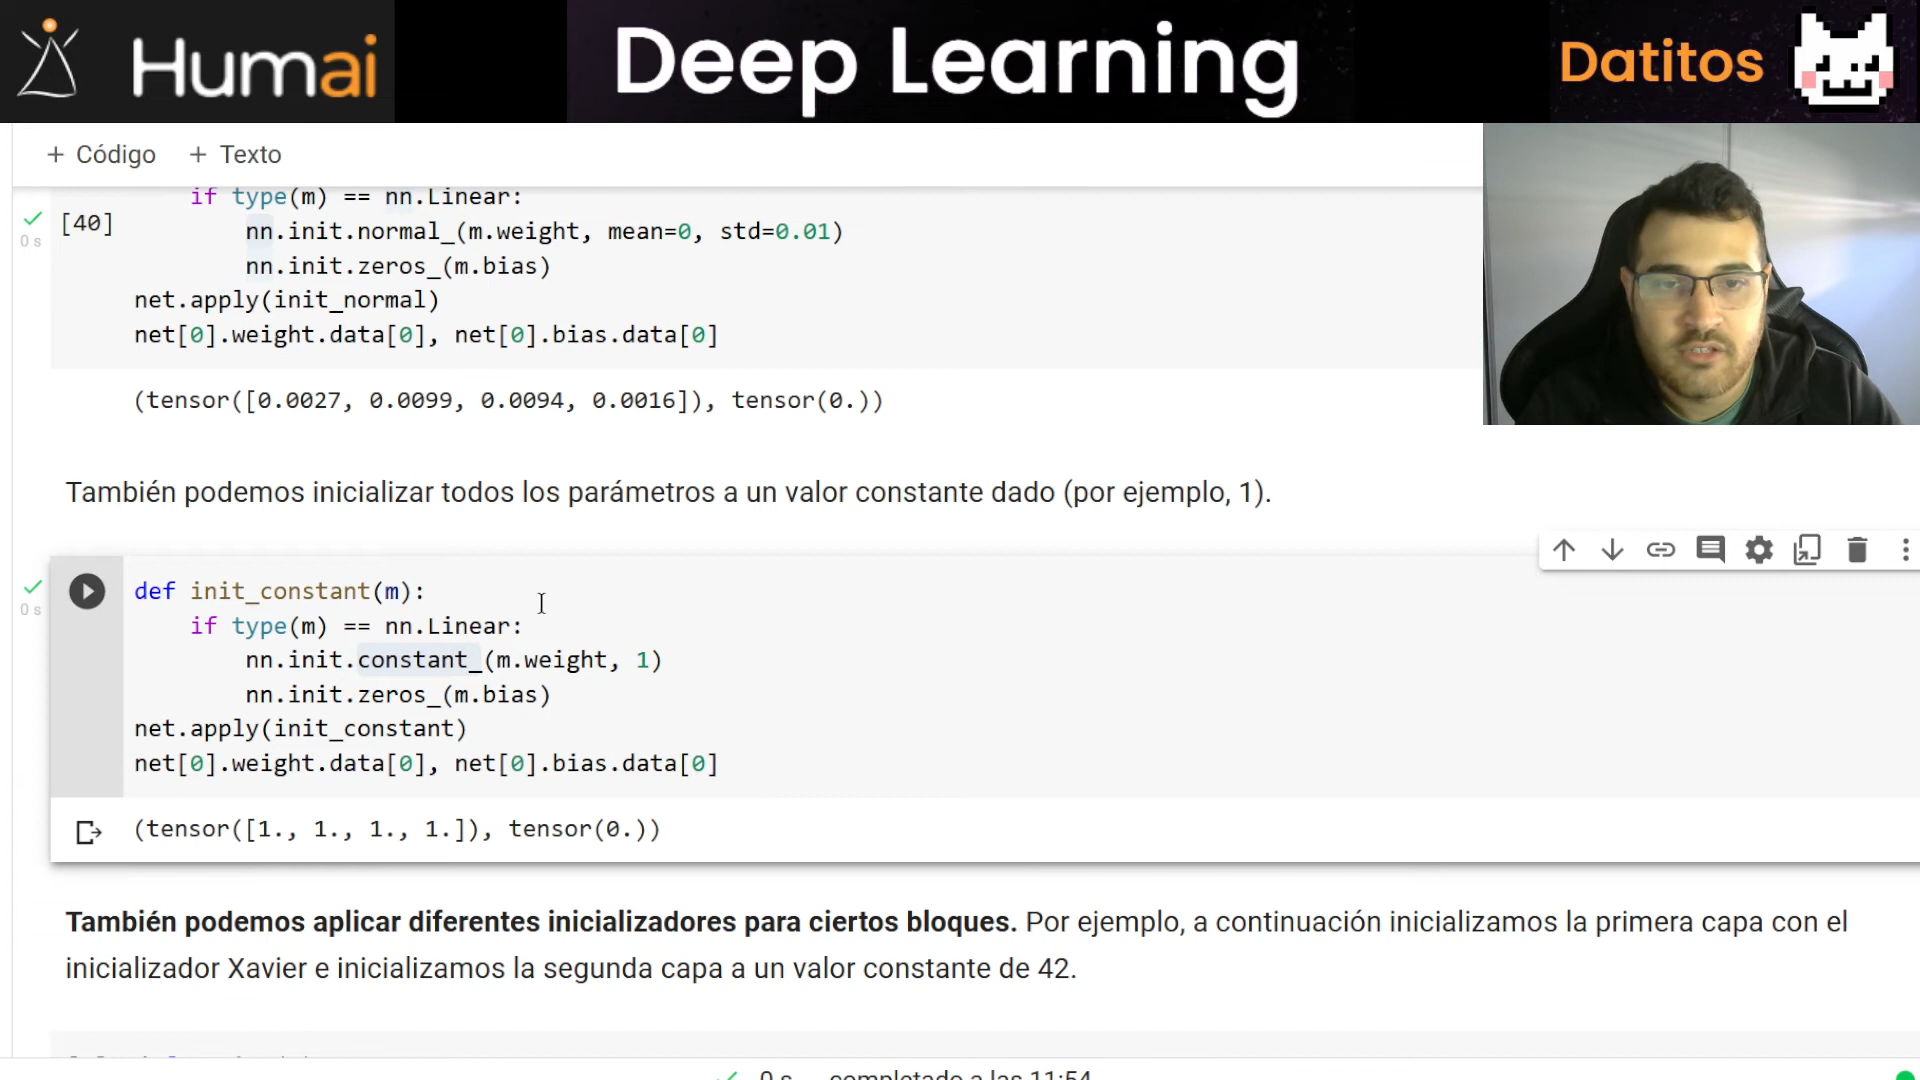 Humai
Deep Learning
Datitos
+ Código + Texto
[40]
0 s
if type(m) == nn.Linear:
nn.init.normal_(m.weight, mean=0, std=0.01)
nn.init.zeros_(m.bias)
net.apply(init_normal)
net[0].weight.data[0], net[0].bias.data[0]
(tensor([0.0027, 0.0099, 0.0094, 0.0016]), tensor(0.))
También podemos inicializar todos los parámetros a un valor constante dado (por ejemplo, 1).
0 s
def init_constant(m):
if type(m) == nn.Linear:
nn.init.constant_(m.weight, 1)
nn.init.zeros_(m.bias)
net.apply(init_constant)
net[0].weight.data[0], net[0].bias.data[0]
(tensor([1., 1., 1., 1.]), tensor(0.))
También podemos aplicar diferentes inicializadores para ciertos bloques. Por ejemplo, a continuación inicializamos la primera capa con el
inicializador Xavier e inicializamos la segunda capa a un valor constante de 42.
0 s completado a las 11:54